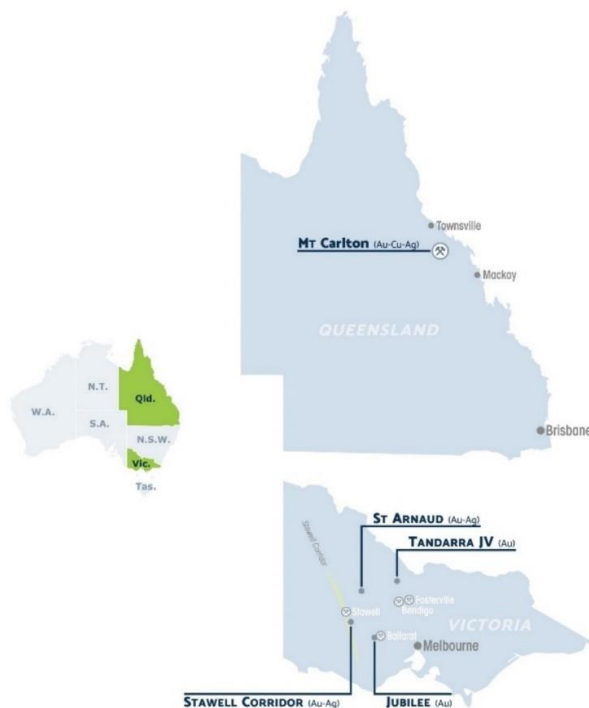 Townsville
MT CARLTON (Au-Cu-Ag)
Mackay
QUEENSLAND
N.T.
Qld.
W.A.
S.A.
N.S.W.
Brisbane
Vic.
Tas.
ST ARNAUD (Au-Ag)
TANDARRA JV (Au)
Stawell Corridor
Fosterville
Stawell
Bendigo
VICTORIA
Ballarat
Melbourne
STAWELL CORRIDOR (Au-Ag)
JUBILEE (Au)